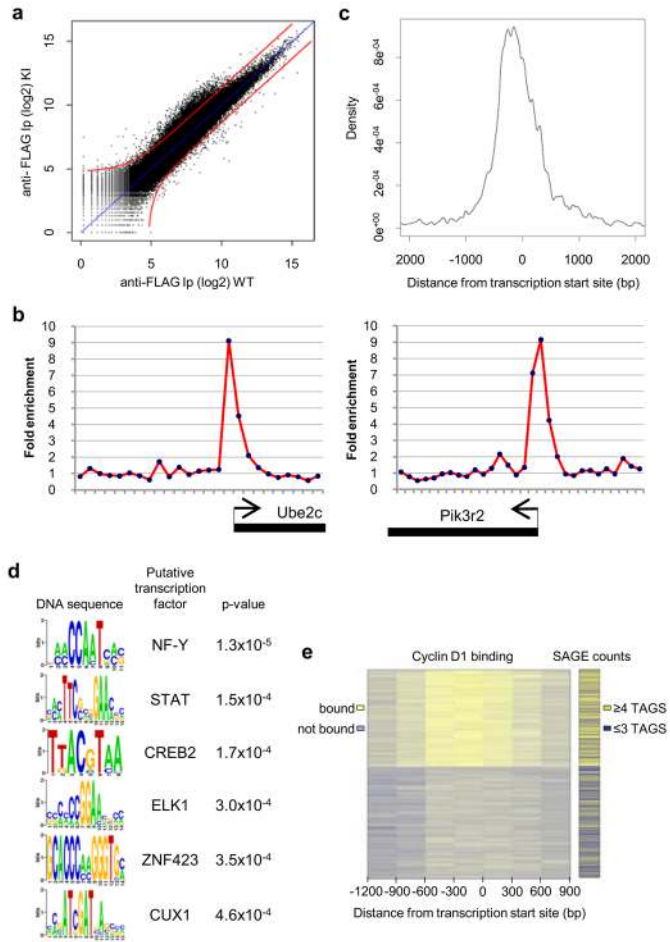 a
anti- FLAG Ip (log2) KI
15
10
5
0
0 5 10 15
anti-FLAG Ip (log2) WT
c
Density
8e-04
6e-04
4e-04
2e-04
0e+00
-2000 -1000 0 1000 2000
Distance from transcription start site (bp)
b
Fold enrichment
10
9
8
7
6
5
4
3
2
1
0
Ube2c
Fold enrichment
10
9
8
7
6
5
4
3
2
1
0
Pik3r2
d
DNA sequence
Putative
transcription
factor
p-value
NF-Y 1.3x10-5
STAT 1.5x10-4
CREB2 1.7x10-4
ELK1 3.0x10-4
ZNF423 3.5x10-4
CUX1 4.6x10-4
e
Cyclin D1 binding
SAGE counts
bound
not bound
≥4 TAGS
≤3 TAGS
-1200 -900 -600 -300 0 300 600 900
Distance from transcription start site (bp)